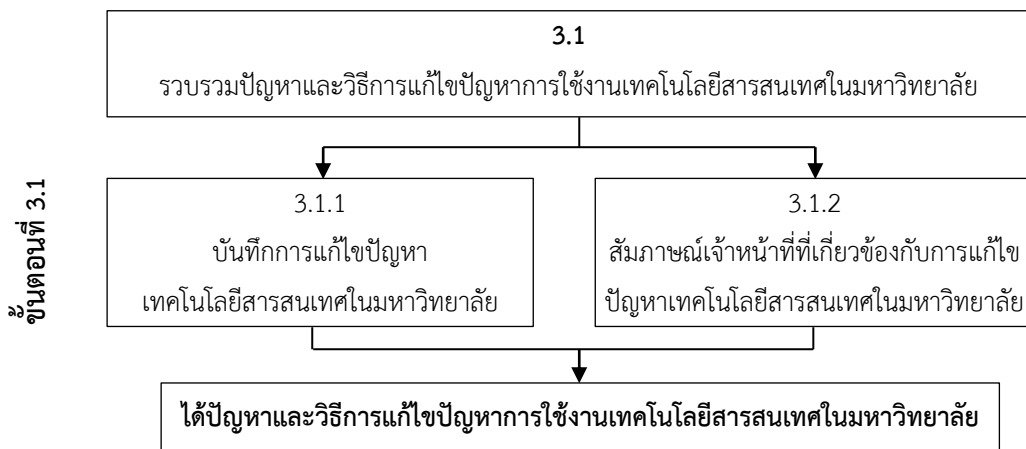 3.1
รวบรวมปัญหาและวิธีการแก้ไขปัญหาการใช้งานเทคโนโลยีสารสนเทศในมหาวิทยาลัย
ขั้นตอนที่ 3.1
3.1.1
บันทึกการแก้ไขปัญหา
เทคโนโลยีสารสนเทศในมหาวิทยาลัย
3.1.2
สัมภาษณ์เจ้าหน้าที่ที่เกี่ยวข้องกับการแก้ไข
ปัญหาเทคโนโลยีสารสนเทศในมหาวิทยาลัย
ได้ปัญหาและวิธีการแก้ไขปัญหาการใช้งานเทคโนโลยีสารสนเทศในมหาวิทยาลัย